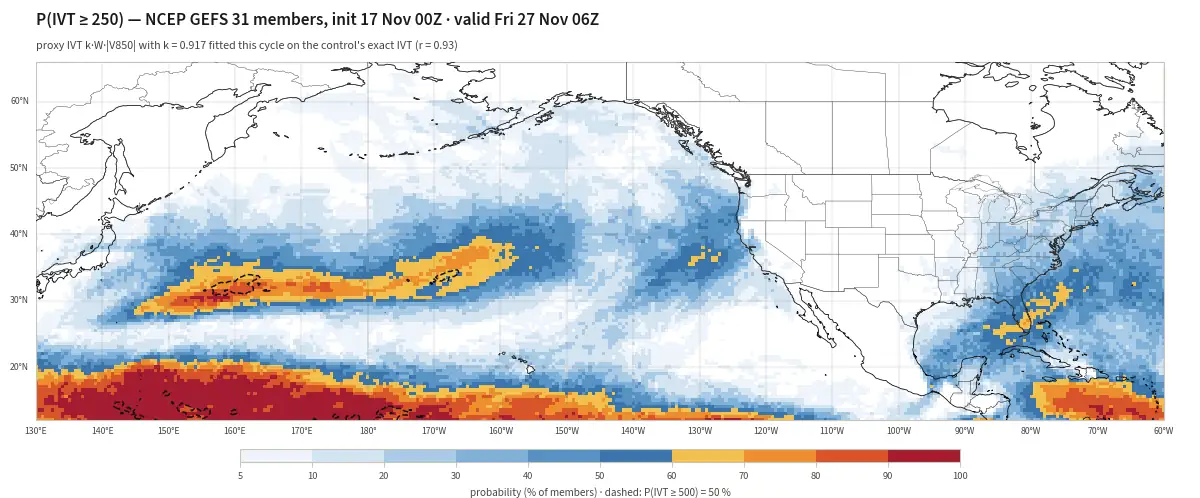 P(IVT ≥ 250) — NCEP GEFS 31 members, init 17 Nov 00Z · valid Fri 27 Nov 06Z
proxy IVT k·W·|V850| with k = 0.917 fitted this cycle on the control's exact IVT (r = 0.93)
60°N
50°N
40°N
30°N
20°N
130°E 140°E 150°E 160°E 170°E 180° 170°W 160°W 150°W 140°W 130°W 120°W 110°W 100°W 90°W 80°W 70°W 60°W
5 10 20 30 40 50 60 70 80 90 100
probability (% of members) · dashed: P(IVT ≥ 500) = 50 %